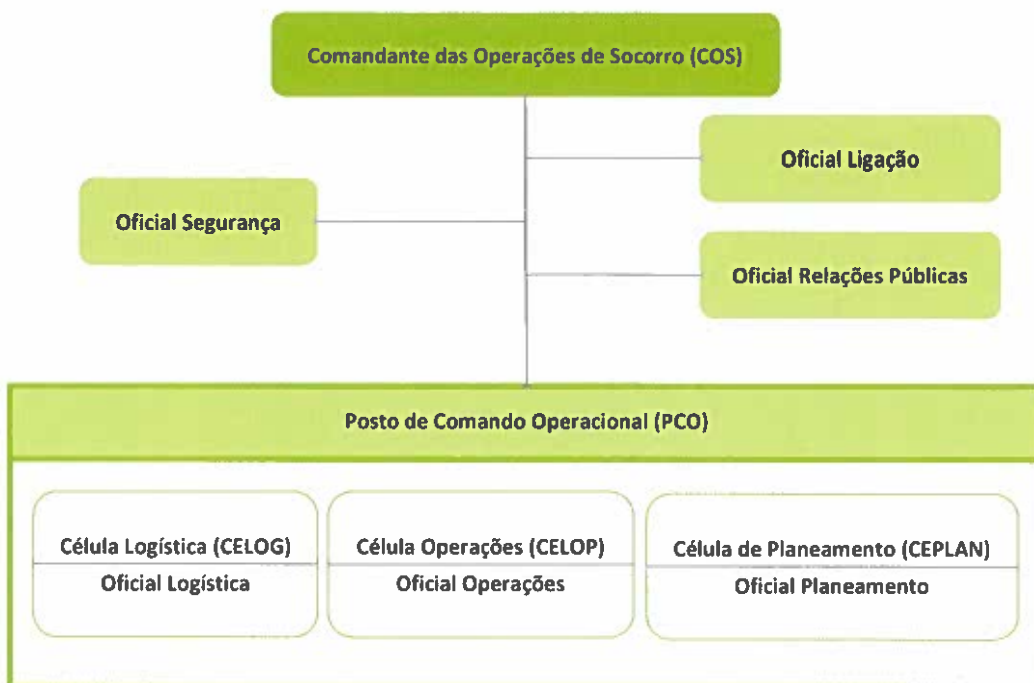 Comandante das Operações de Socorro (COS)
Oficial Ligação
Oficial Segurança
Oficial Relações Públicas
Posto de Comando Operacional (PCO)
Célula Logística (CELOG)
Oficial Logística
Célula Operações (CELOP)
Oficial Operações
Célula de Planeamento (CEPLAN)
Oficial Planeamento